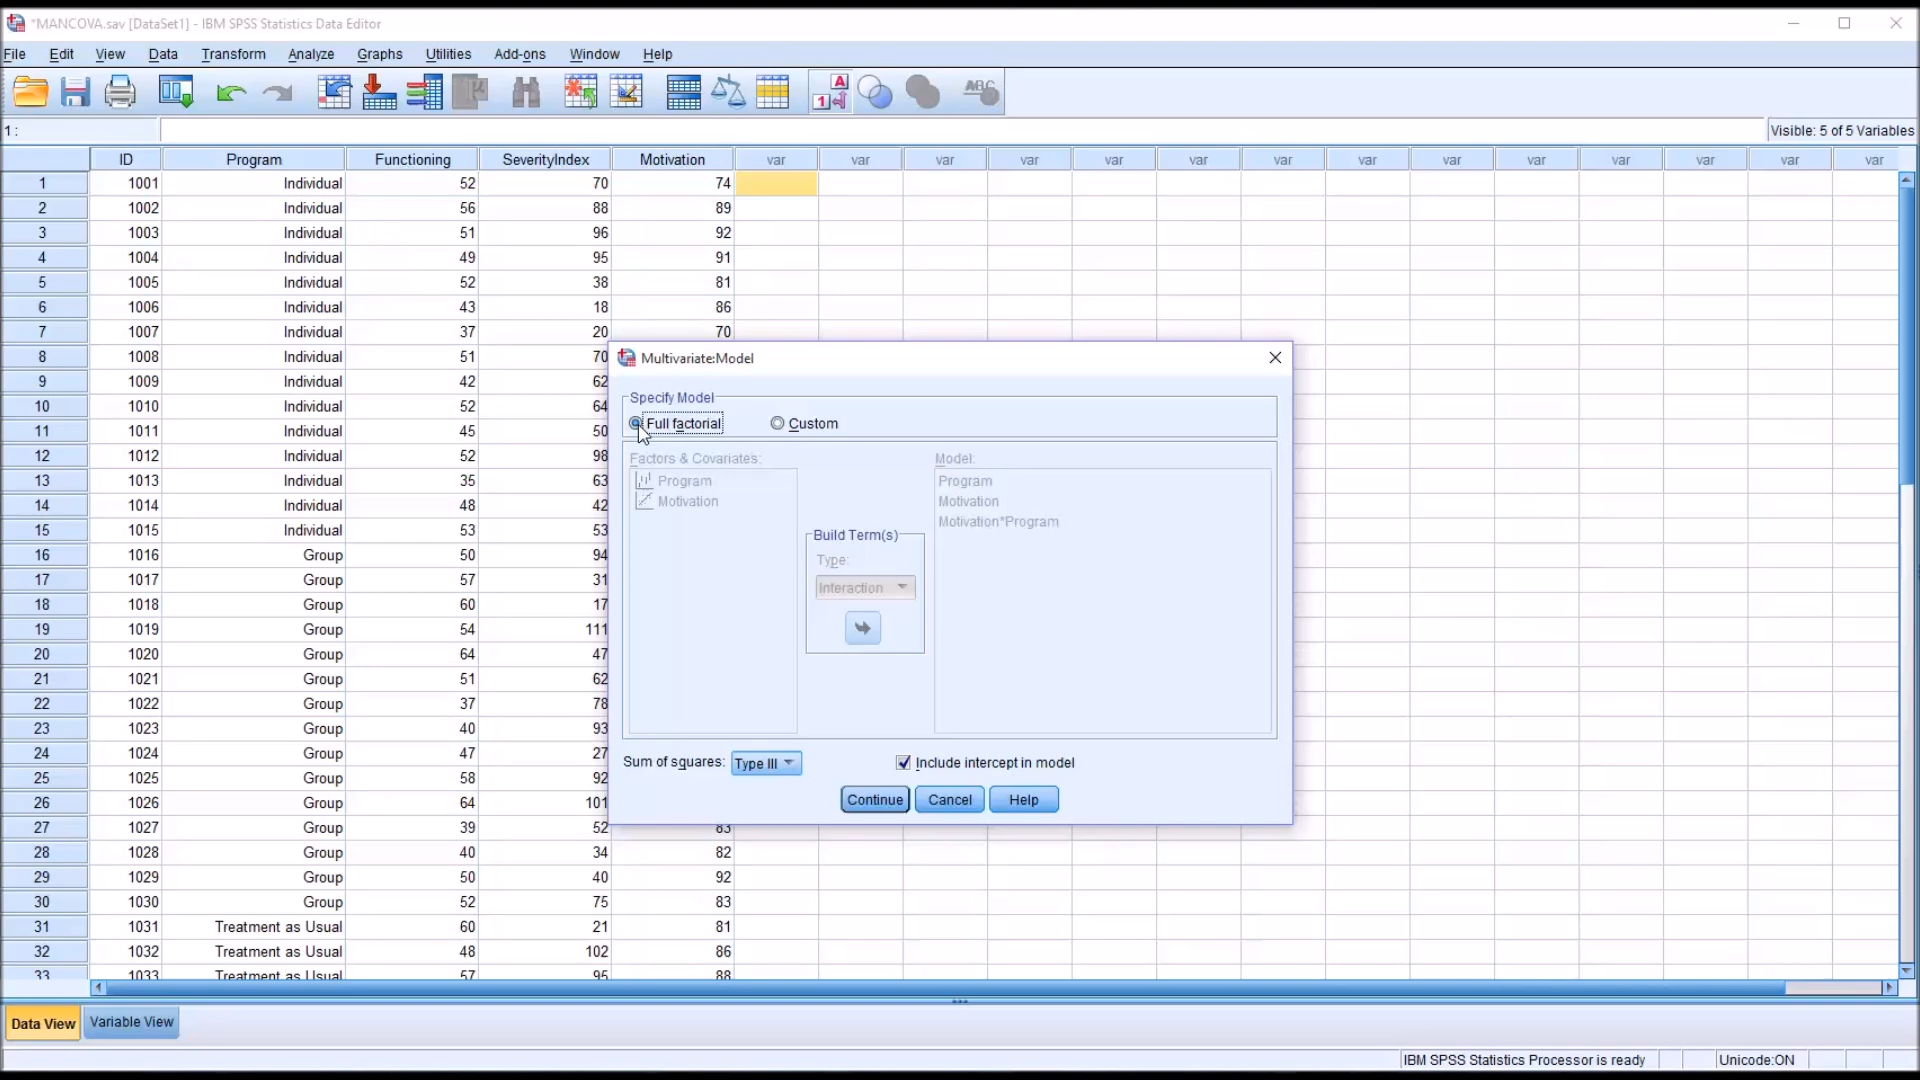 *MANCOVA.sav [DataSet1] - IBM SPSS Statistics Data Editor
File Edit View Data Transform Analyze Graphs Utilities Add-ons Window Help
1 :
Visible: 5 of 5 Variables
ID Program Functioning SeverityIndex Motivation var var var var var var var var var var var var var var
1 1001 Individual 52 70 74
2 1002 Individual 56 88 89
3 1003 Individual 51 96 92
4 1004 Individual 49 95 91
5 1005 Individual 52 38 81
6 1006 Individual 43 18 86
7 1007 Individual 37 20 70
8 1008 Individual 51 70
9 1009 Individual 42 62
10 1010 Individual 52 64
11 1011 Individual 45 50
12 1012 Individual 52 98
13 1013 Individual 35 63
14 1014 Individual 48 42
15 1015 Individual 53 53
16 1016 Group 50 94
17 1017 Group 57 31
18 1018 Group 60 17
19 1019 Group 54 111
20 1020 Group 64 47
21 1021 Group 51 62
22 1022 Group 37 78
23 1023 Group 40 93
24 1024 Group 47 27
25 1025 Group 58 92
26 1026 Group 64 101
27 1027 Group 39 52 83
28 1028 Group 40 34 82
29 1029 Group 50 40 92
30 1030 Group 52 75 83
31 1031 Treatment as Usual 60 21 81
32 1032 Treatment as Usual 48 102 86
33 1033 Treatment as Usual 57 95 88
Multivariate:Model
Specify Model
Full factorial Custom
Factors & Covariates:
Program
Motivation
Build Term(s)
Type:
Interaction
Model:
Program
Motivation
Motivation*Program
Sum of squares: Type III Include intercept in model
Continue Cancel Help
Data View Variable View
IBM SPSS Statistics Processor is ready Unicode:ON